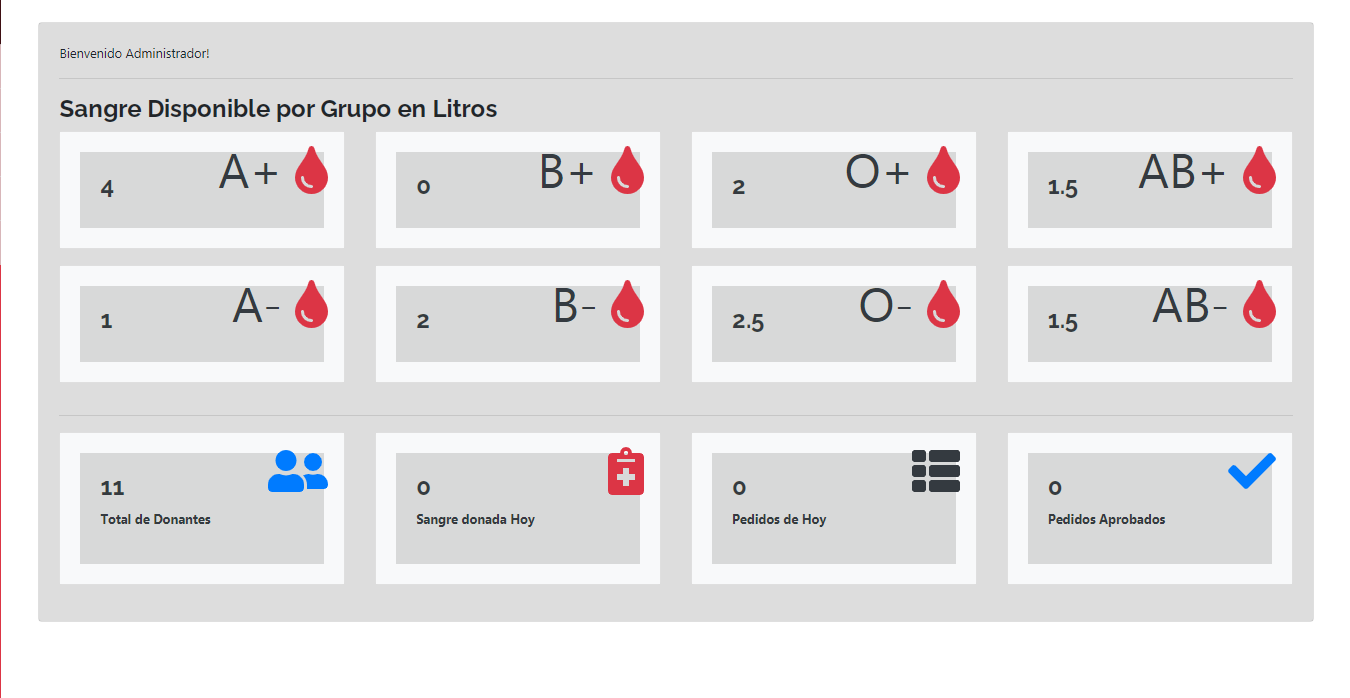 Bienvenido Administrador!
Sangre Disponible por Grupo en Litros
4 A+
0 B+
2 O+
1.5 AB+
1 A-
2 B-
2.5 O-
1.5 AB-
11
Total de Donantes
0
Sangre donada Hoy
0
Pedidos de Hoy
0
Pedidos Aprobados